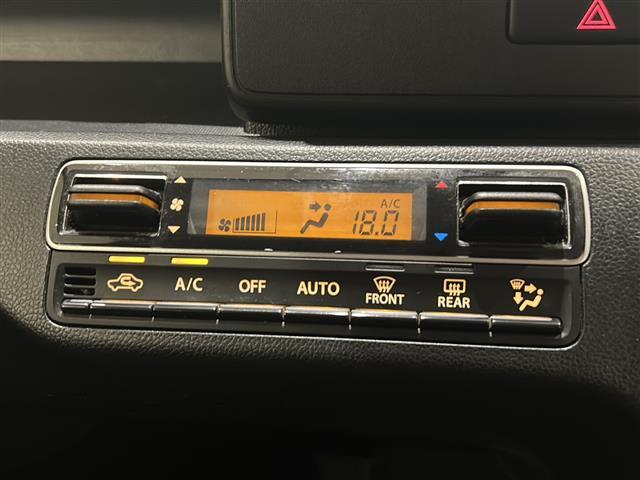 A/C
18.0
A/C
OFF
AUTO
FRONT
REAR